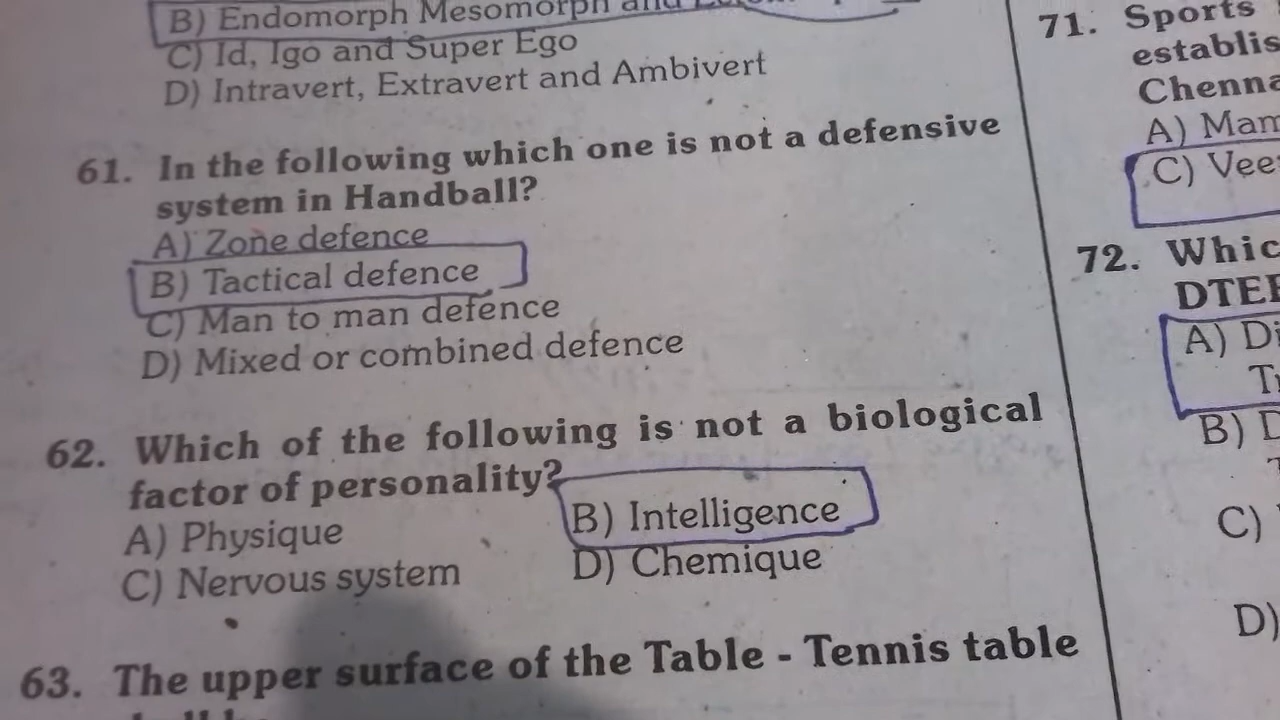 B) Endomorph Mesomorph and
C) Id, Igo and Super Ego
D) Intravert, Extravert and Ambivert
61. In the following which one is not a defensive
system in Handball?
A) Zone defence
B) Tactical defence
C) Man to man defence
D) Mixed or combined defence
62. Which of the following is not a biological
factor of personality?
A) Physique
B) Intelligence
C) Nervous system
D) Chemique
63. The upper surface of the Table - Tennis table
71. Sports
establis
Chenna
A) Mam
C) Vee
72. Whic
DTE
A) Di
B)
C)
D)